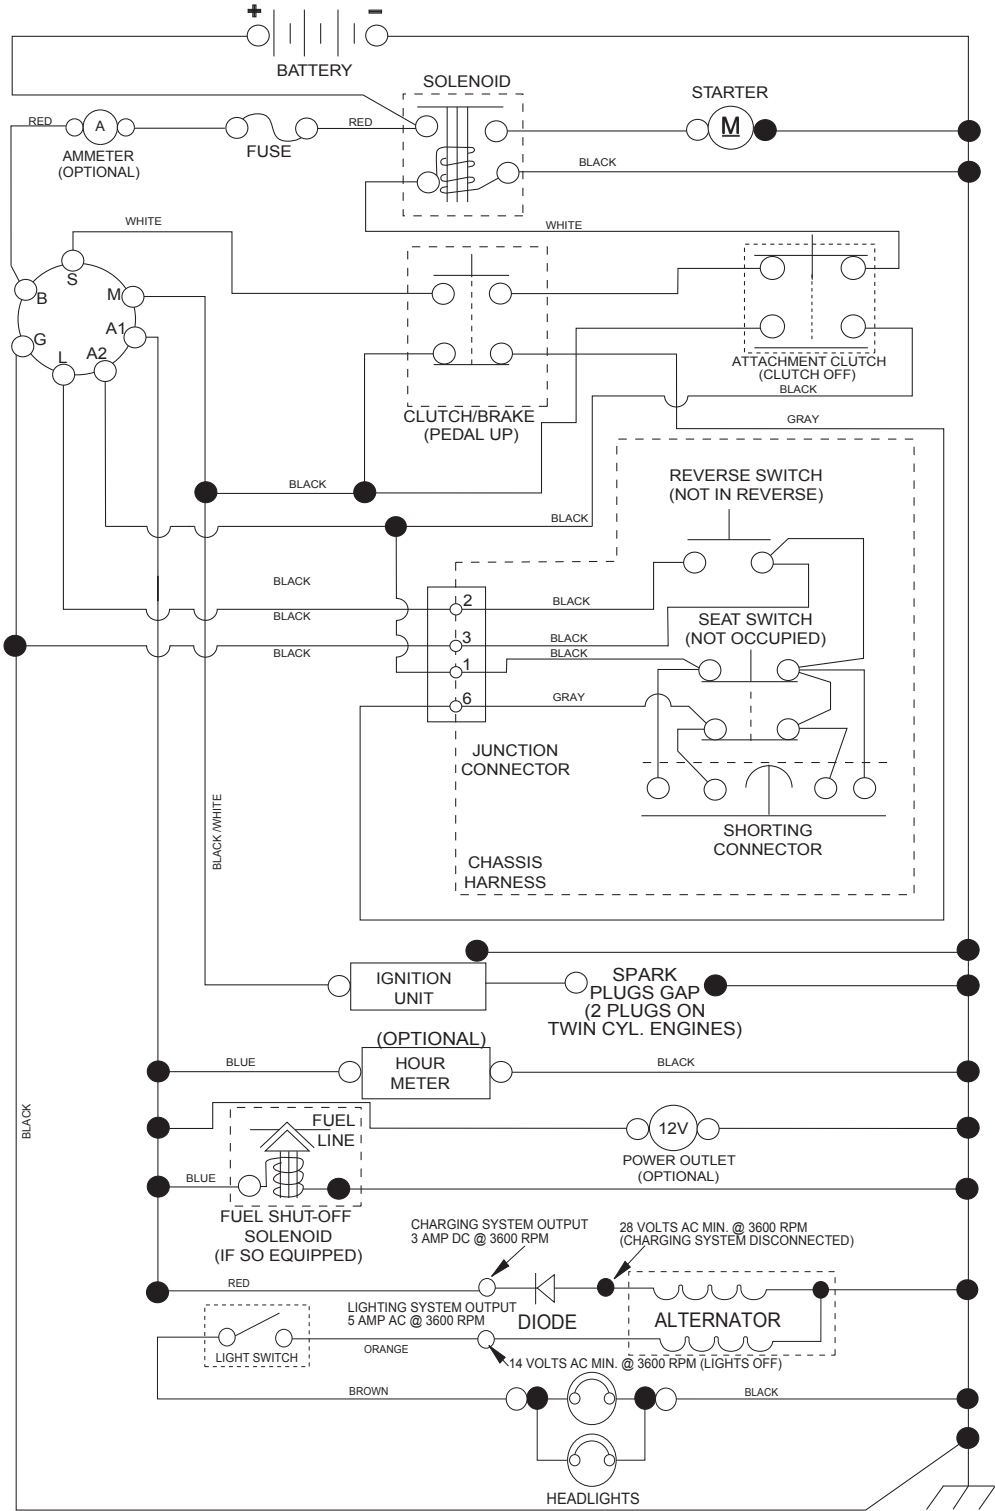 + -
BATTERY
SOLENOID
STARTER
RED
A
RED
M
AMMETER
(OPTIONAL)
FUSE
BLACK
WHITE
WHITE
S
B
M
A1
G
L
A2
ATTACHMENT CLUTCH
(CLUTCH OFF)
BLACK
CLUTCH/BRAKE
(PEDAL UP)
GRAY
REVERSE SWITCH
(NOT IN REVERSE)
BLACK
BLACK
BLACK
2
BLACK
BLACK
SEAT SWITCH
(NOT OCCUPIED)
3
BLACK
BLACK
BLACK
1
6
GRAY
JUNCTION
CONNECTOR
SHORTING
CONNECTOR
BLACK /WHITE
CHASSIS
HARNESS
IGNITION
UNIT
SPARK
PLUGS GAP
(2 PLUGS ON
TWIN CYL. ENGINES)
(OPTIONAL)
HOUR
METER
BLUE
BLACK
BLACK
FUEL
LINE
12V
POWER OUTLET
(OPTIONAL)
BLUE
FUEL SHUT-OFF
SOLENOID
(IF SO EQUIPPED)
CHARGING SYSTEM OUTPUT
3 AMP DC @ 3600 RPM
28 VOLTS AC MIN. @ 3600 RPM
(CHARGING SYSTEM DISCONNECTED)
RED
LIGHTING SYSTEM OUTPUT
5 AMP AC @ 3600 RPM
DIODE
ALTERNATOR
LIGHT SWITCH
ORANGE
14 VOLTS AC MIN. @ 3600 RPM (LIGHTS OFF)
BROWN
BLACK
HEADLIGHTS